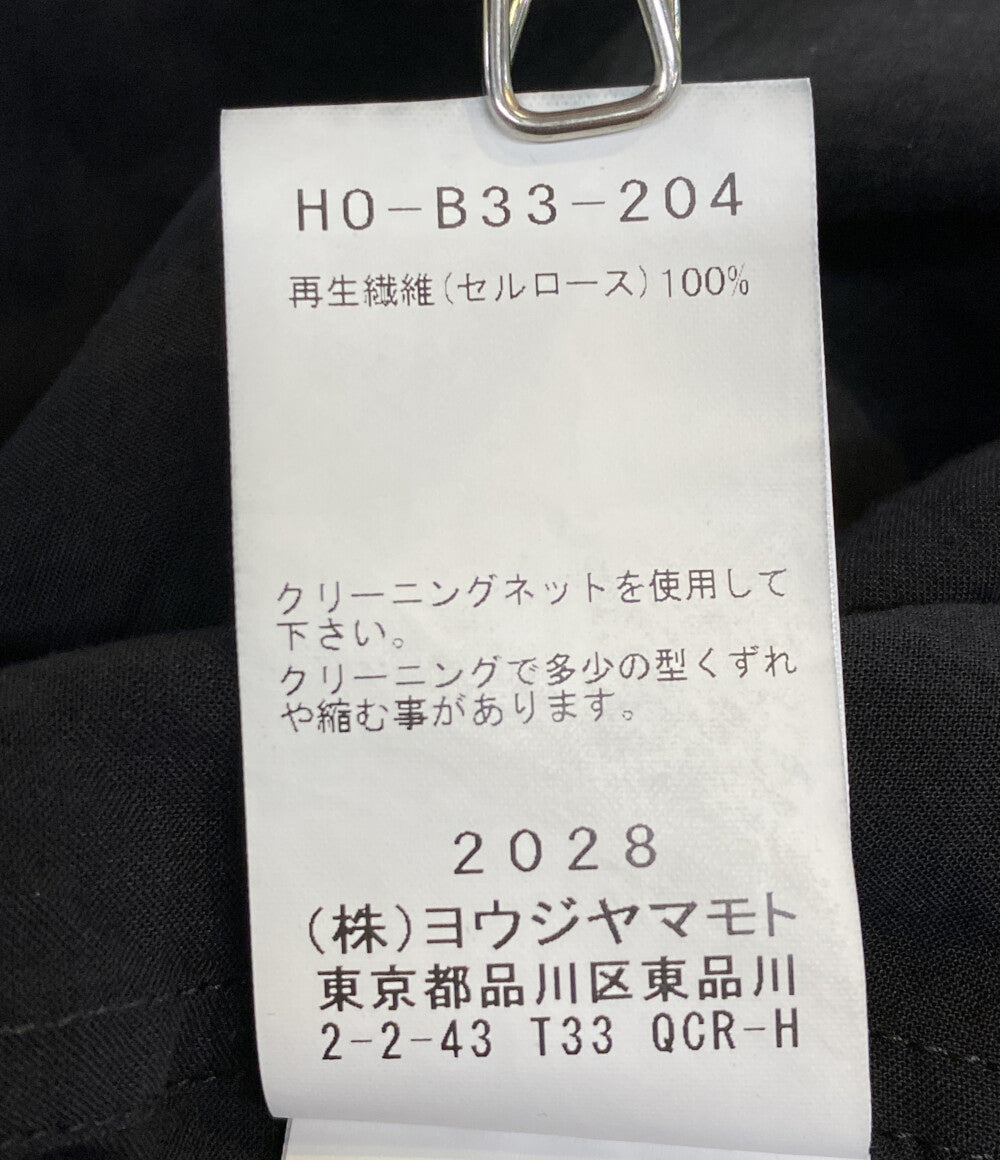 HO-B33-204
再生繊維(セルロース)100%
クリーニングネットを使用して
下さい。
クリーニングで多少の型くずれ
や縮む事があります。
2028
(株)ヨウジヤマモト
東京都品川区東品川
2-2-43 T33 QCR-H